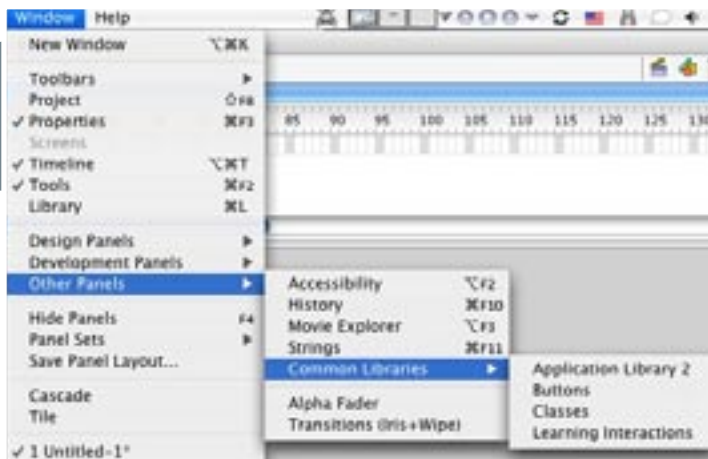 Window Help
New Window ⌥⌘K
Toolbars ▶
Project ⇧F8
✓ Properties ⌘F3
Screens
✓ Timeline ⌥⌘T
✓ Tools ⌘F2
Library ⌘L
Design Panels ▶
Development Panels ▶
Other Panels ▶
Hide Panels F4
Panel Sets ▶
Save Panel Layout...
Cascade
Tile
✓ 1 Untitled-1*
85 90 95 100 105 110 115 120 125 130
Accessibility ⌥F2
History ⌘F10
Movie Explorer ⌥F3
Strings ⌘F11
Common Libraries ▶
Alpha Fader
Transitions (Iris+Wipe)
Application Library 2
Buttons
Classes
Learning Interactions